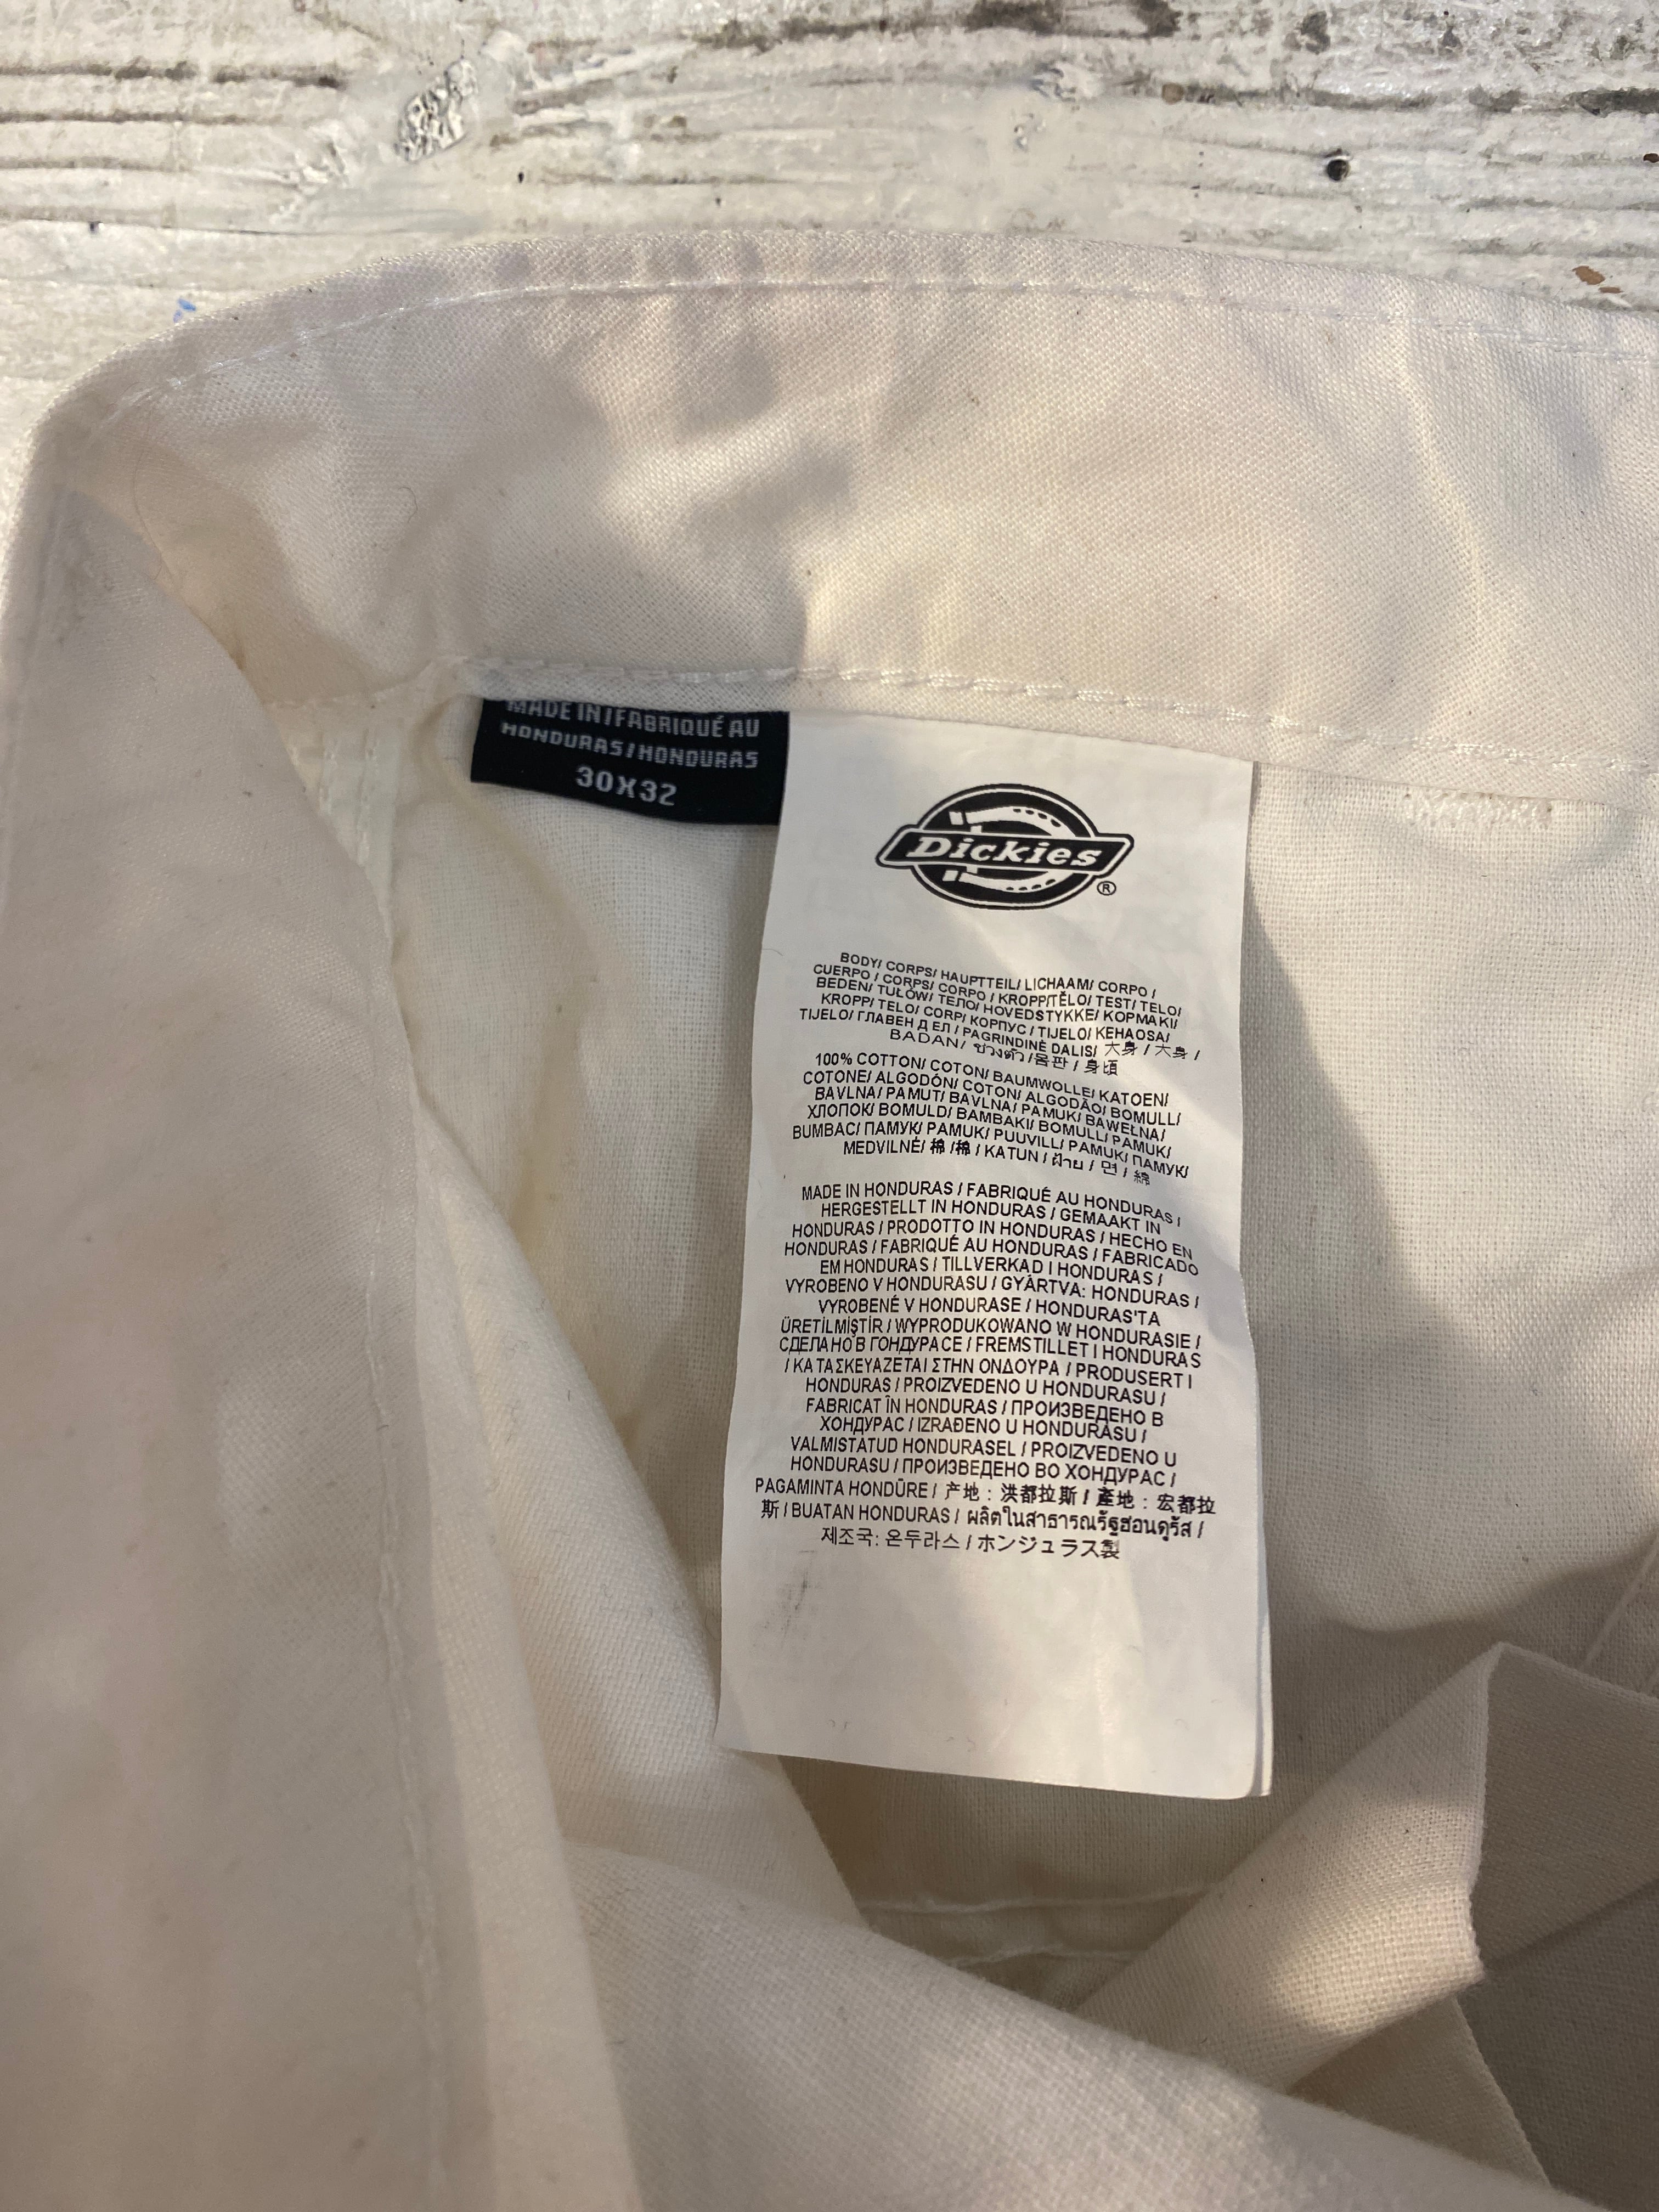 MADE IN/FABRIQUÉ AU
HONDURAS/HONDURAS
30X32
Dickies
®
BODY/ CORPS/ HAUPTTEIL/ LICHAAM/ CORPO /
CUERPO / CORPS/ CORPO / KROPP/TĚLO/ TEST/ TELO/
BEDEN/ TUŁOW/ ТЕЛО/ HOVEDSTYKKE/ ΚΟΡΜΑΚΙ/
KROPP/ TELO/ CORP/ КОРПУС / TIJELO/ KEHAOSA/
TIJELO/ ГЛАВЕН ДЕЛ / PAGRINDINĖ DALIS/ 大身 / 大身 /
BADAN/ ช่วงตัว /몸판 / 身頃
100% COTTON/ COTON/ BAUMWOLLE/ KATOEN/
COTONE/ ALGODÓN/ COTON/ ALGODÃO/ BOMULL/
BAVLNA/ PAMUT/ BAVLNA/ PAMUK/ BAWEŁNA/
ХЛОПОК/ BOMULD/ BAMBAKI/ BOMULL/ PAMUK/
BUMBAC/ ПАМУК/ PAMUK/ PUUVILL/ PAMUK/ ПАМУК/
MEDVILNĖ/ 棉 /棉 / KATUN / ฝ้าย / 면 / 綿
MADE IN HONDURAS / FABRIQUÉ AU HONDURAS /
HERGESTELLT IN HONDURAS / GEMAAKT IN
HONDURAS / PRODOTTO IN HONDURAS / HECHO EN
HONDURAS / FABRIQUÉ AU HONDURAS / FABRICADO
EM HONDURAS / TILLVERKAD I HONDURAS /
VYROBENO V HONDURASU / GYÁRTVA: HONDURAS /
VYROBENÉ V HONDURASE / HONDURAS'TA
ÜRETİLMİŞTİR / WYPRODUKOWANO W HONDURASIE /
СДЕЛАНО В ГОНДУРАСЕ / FREMSTILLET I HONDURAS
/ ΚΑΤΑΣΚΕΥΑΖΕΤΑΙ ΣΤΗΝ ΟΝΔΟΥΡΑ / PRODUSERT I
HONDURAS / PROIZVEDENO U HONDURASU /
FABRICAT ÎN HONDURAS / ПРОИЗВЕДЕНО В
ХОНДУРАС / IZRAĐENO U HONDURASU /
VALMISTATUD HONDURASEL / PROIZVEDENO U
HONDURASU / ПРОИЗВЕДЕНО ВО ХОНДУРАС /
PAGAMINTA HONDŪRE / 产地 : 洪都拉斯 / 產地 : 宏都拉
斯 / BUATAN HONDURAS / ผลิตในสาธารณรัฐฮอนดูรัส /
제조국: 온두라스 / ホンジュラス製